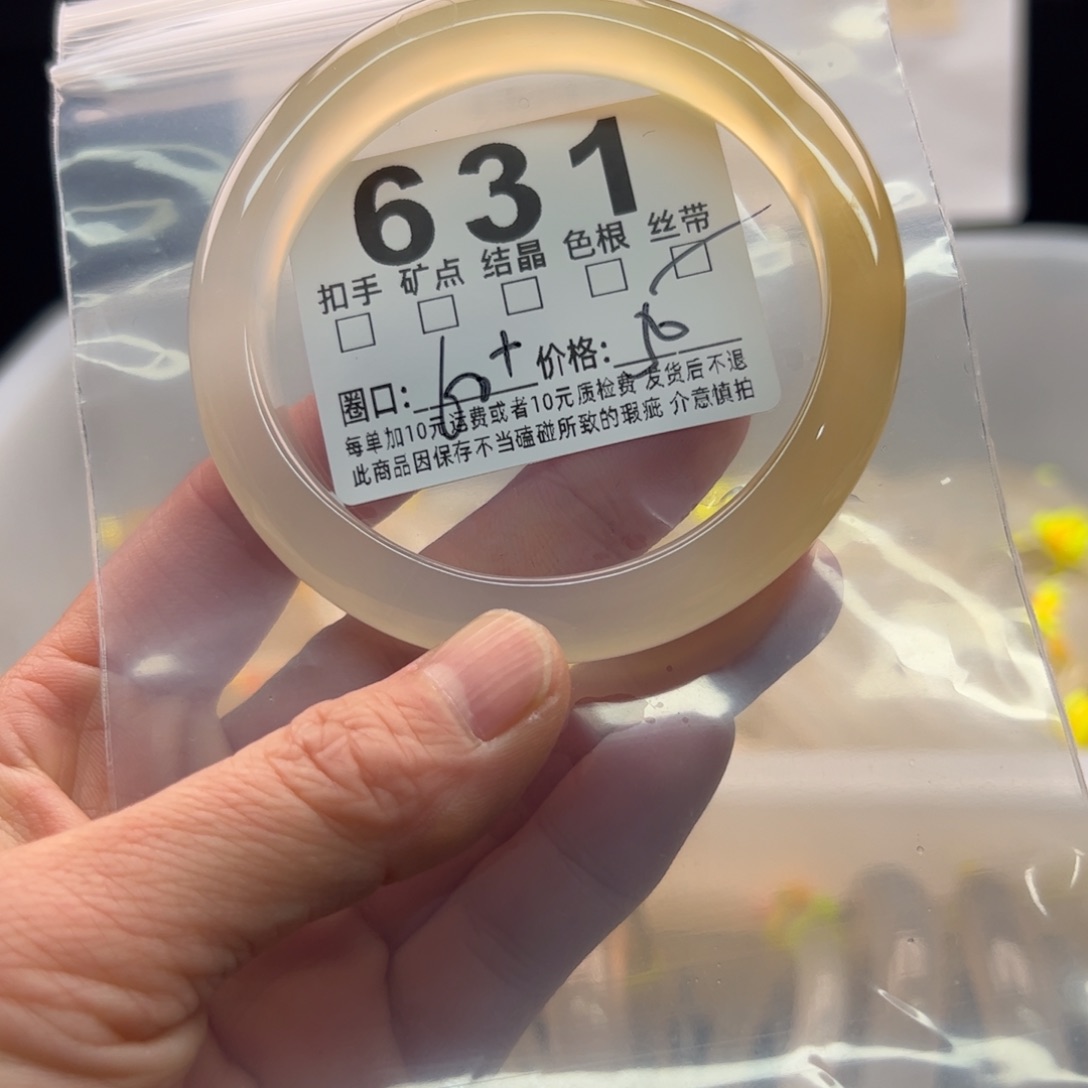 631
扣手 矿点 结晶 色根 丝带
□ □ □ □ □
圈口: 价格:
每单加10元运费或者10元质检费 发货后不退
此商品因保存不当磕碰所致的瑕疵 介意慎拍